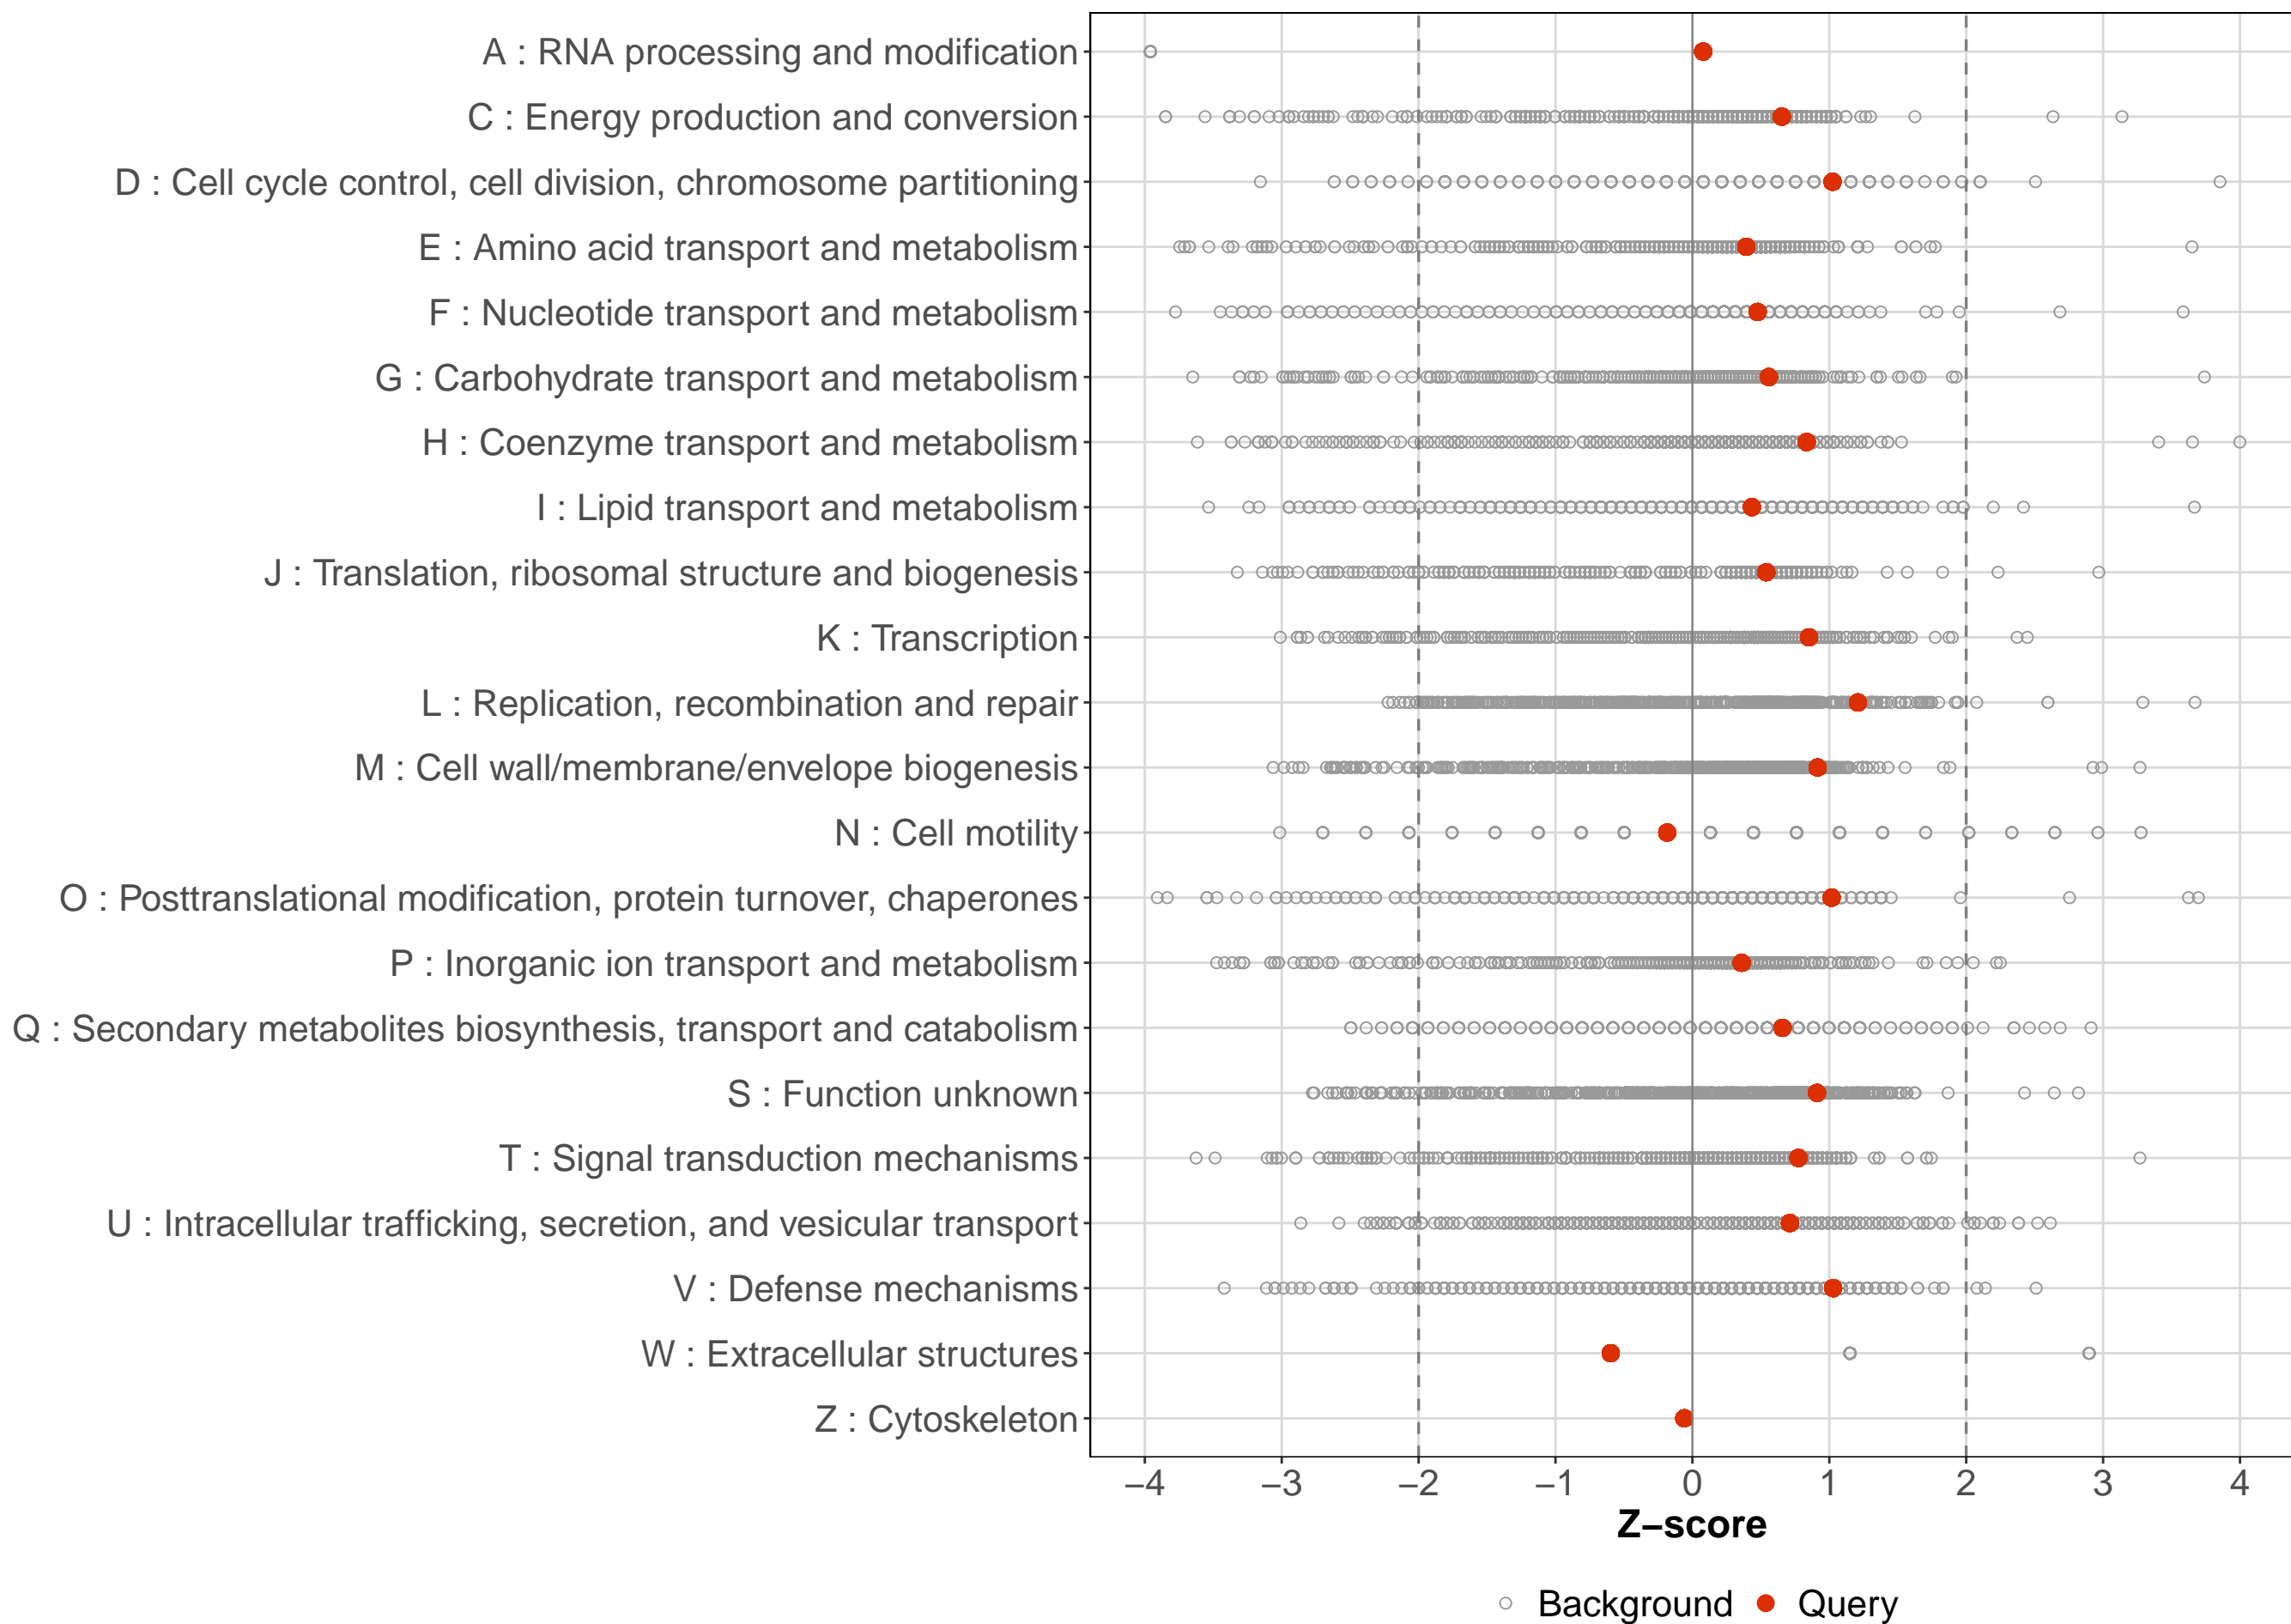 A : RNA processing and modification
C : Energy production and conversion
D : Cell cycle control, cell division, chromosome partitioning
E : Amino acid transport and metabolism
F : Nucleotide transport and metabolism
G : Carbohydrate transport and metabolism
H : Coenzyme transport and metabolism
I : Lipid transport and metabolism
J : Translation, ribosomal structure and biogenesis
K : Transcription
L : Replication, recombination and repair
M : Cell wall/membrane/envelope biogenesis
N : Cell motility
O : Posttranslational modification, protein turnover, chaperones
P : Inorganic ion transport and metabolism
Q : Secondary metabolites biosynthesis, transport and catabolism
S : Function unknown
T : Signal transduction mechanisms
U : Intracellular trafficking, secretion, and vesicular transport
V : Defense mechanisms
W : Extracellular structures
Z : Cytoskeleton
−4 −3 −2 −1 0 1 2 3 4
Z−score
Background Query